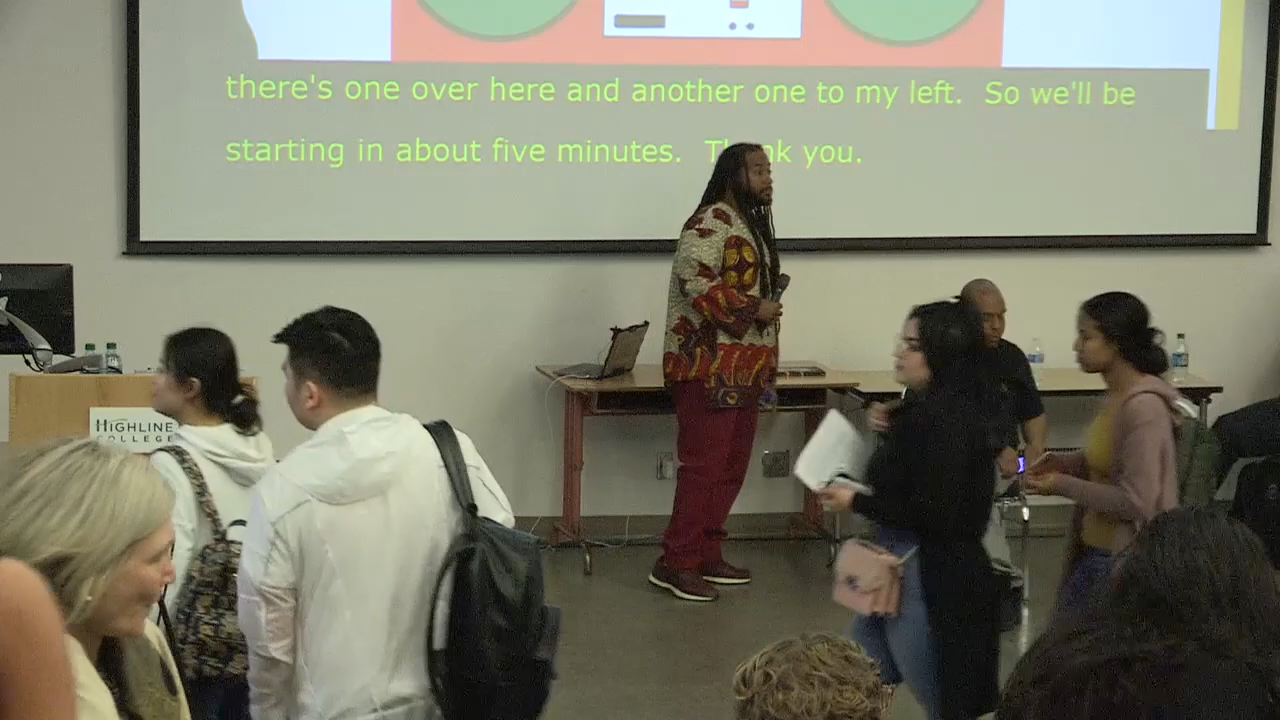 there's one over here and another one to my left. So we'll be
starting in about five minutes. Thank you.
HIGHLINE
COLLEGE